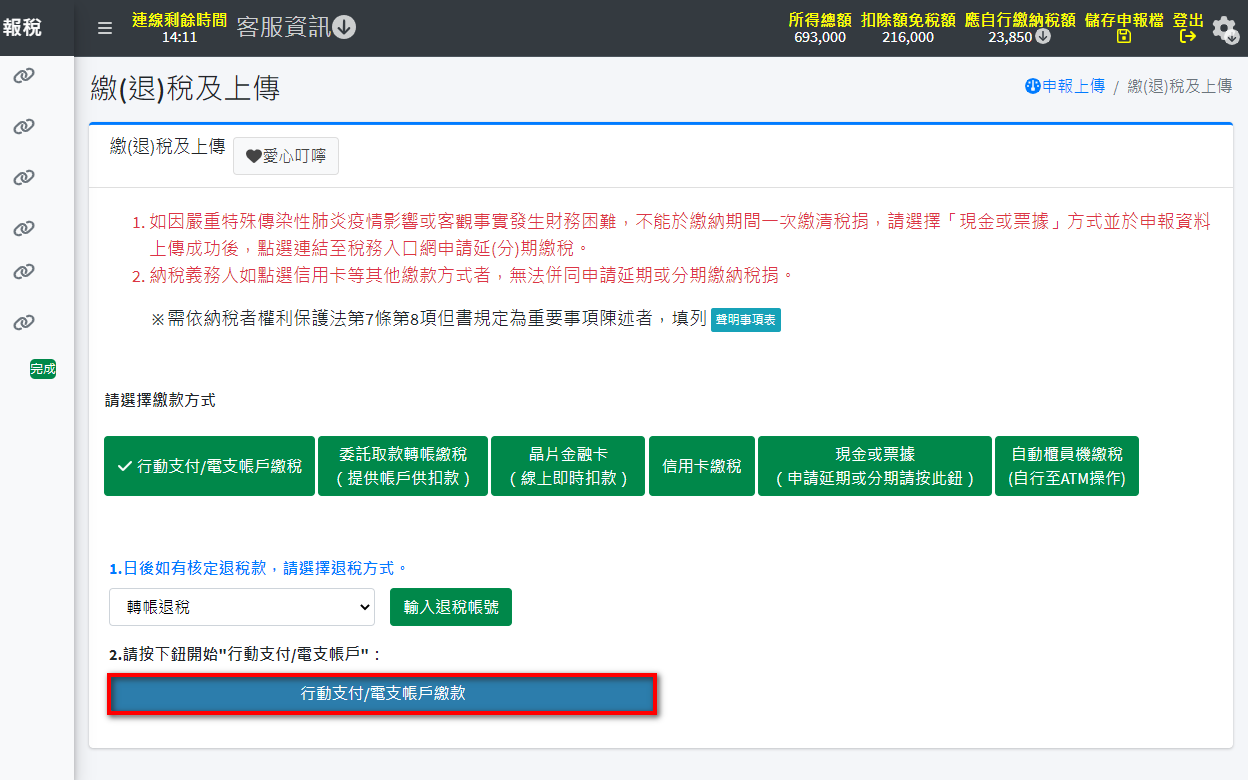 報稅
連線剩餘時間
14:11
客服資訊
所得總額
693,000
扣除額免稅額
216,000
應自行繳納稅額
23,850
儲存申報檔
登出
繳(退)稅及上傳
申報上傳 / 繳(退)稅及上傳
繳(退)稅及上傳
愛心叮嚀
1. 如因嚴重特殊傳染性肺炎疫情影響或客觀事實發生財務困難，不能於繳納期間一次繳清稅捐，請選擇「現金或票據」方式並於申報資料
上傳成功後，點選連結至稅務入口網申請延(分)期繳稅。
2. 納稅義務人如點選信用卡等其他繳款方式者，無法併同申請延期或分期繳納稅捐。
※需依納稅者權利保護法第7條第8項但書規定為重要事項陳述者，填列 聲明事項表
完成
請選擇繳款方式
行動支付/電支帳戶繳稅
委託取款轉帳繳稅
（提供帳戶供扣款）
晶片金融卡
（線上即時扣款）
信用卡繳稅
現金或票據
（申請延期或分期請按此鈕）
自動櫃員機繳稅
(自行至ATM操作)
1.日後如有核定退稅款，請選擇退稅方式。
轉帳退稅
輸入退稅帳號
2.請按下鈕開始"行動支付/電支帳戶"：
行動支付/電支帳戶繳款